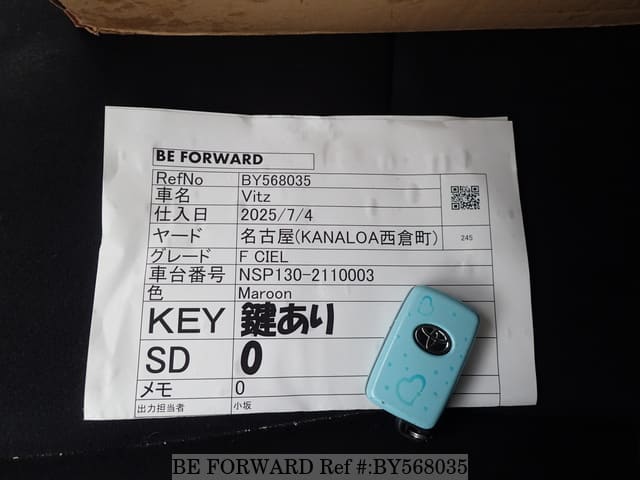 BE FORWARD
RefNo BY568035
車名 Vitz
仕入日 2025/7/4
ヤード 名古屋(KANALOA西倉町) 245
グレード F CIEL
車台番号 NSP130-2110003
色 Maroon
KEY 鍵あり
SD 0
メモ 0
出力担当者 小坂
BE FORWARD Ref #:BY568035